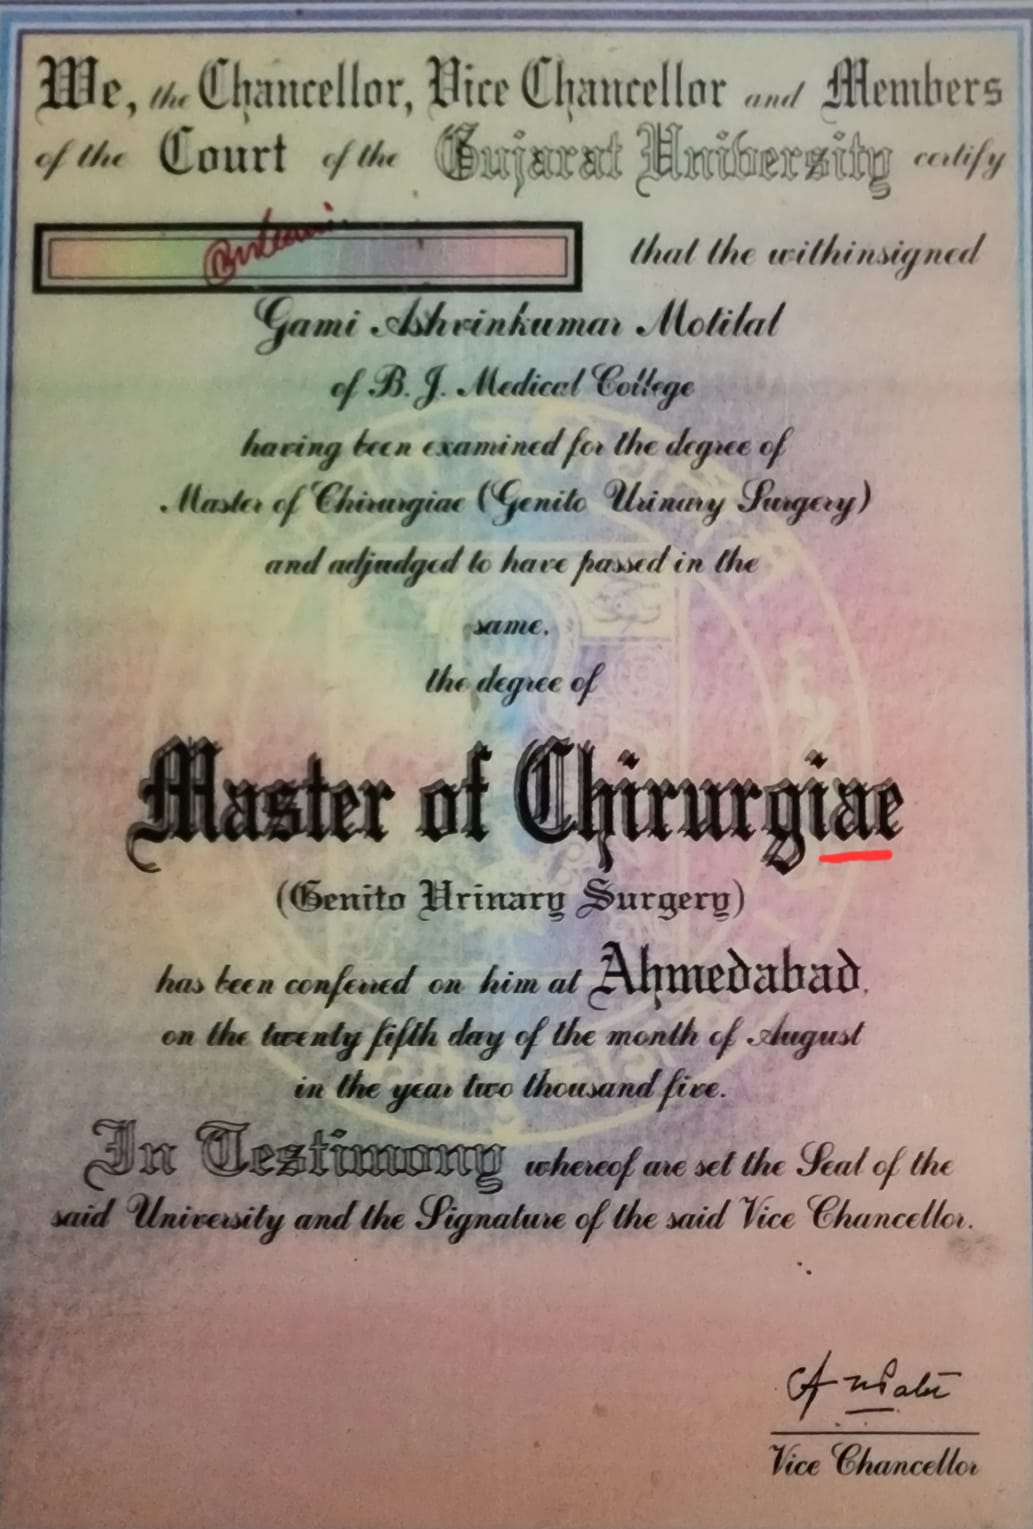 We, the Chancellor, Vice Chancellor and Members
of the Court of the Gujarat University certify
that the withinsigned
Gami Ashvinkumar Motilal
of B. J. Medical College
having been examined for the degree of
Master of Chirurgiae (Genito Urinary Surgery)
and adjudged to have passed in the
same,
the degree of
Master of Chirurgiae
(Genito Urinary Surgery)
has been conferred on him at Ahmedabad,
on the twenty fifth day of the month of August
in the year two thousand five.
In Testimony whereof are set the Seal of the
said University and the Signature of the said Vice Chancellor.
Vice Chancellor